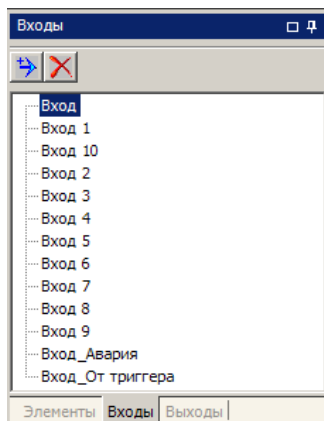 Входы
Вход
Вход 1
Вход 10
Вход 2
Вход 3
Вход 4
Вход 5
Вход 6
Вход 7
Вход 8
Вход 9
Вход_Авария
Вход_От триггера
Элементы Входы Выходы